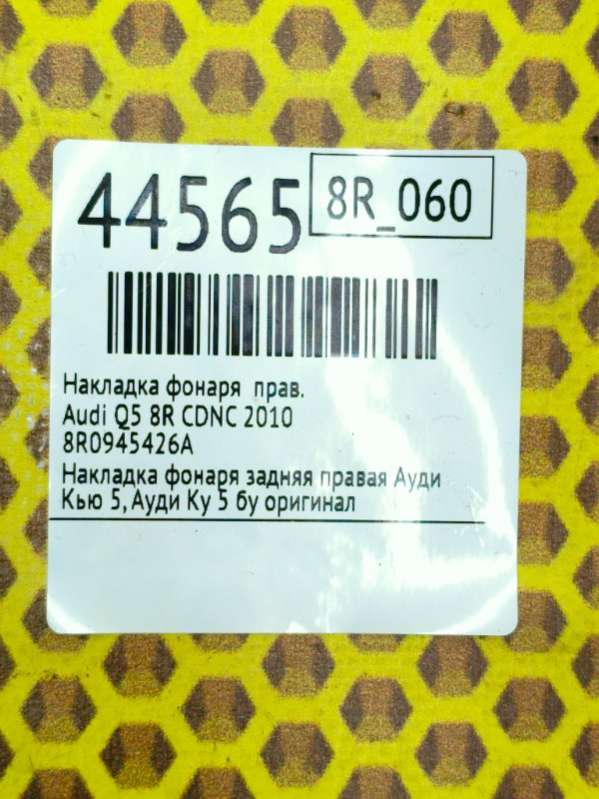 44565
8R_060
Накладка фонаря прав.
Audi Q5 8R CDNC 2010
8R0945426A
Накладка фонаря задняя правая Ауди
Кью 5, Ауди Ку 5 бу оригинал